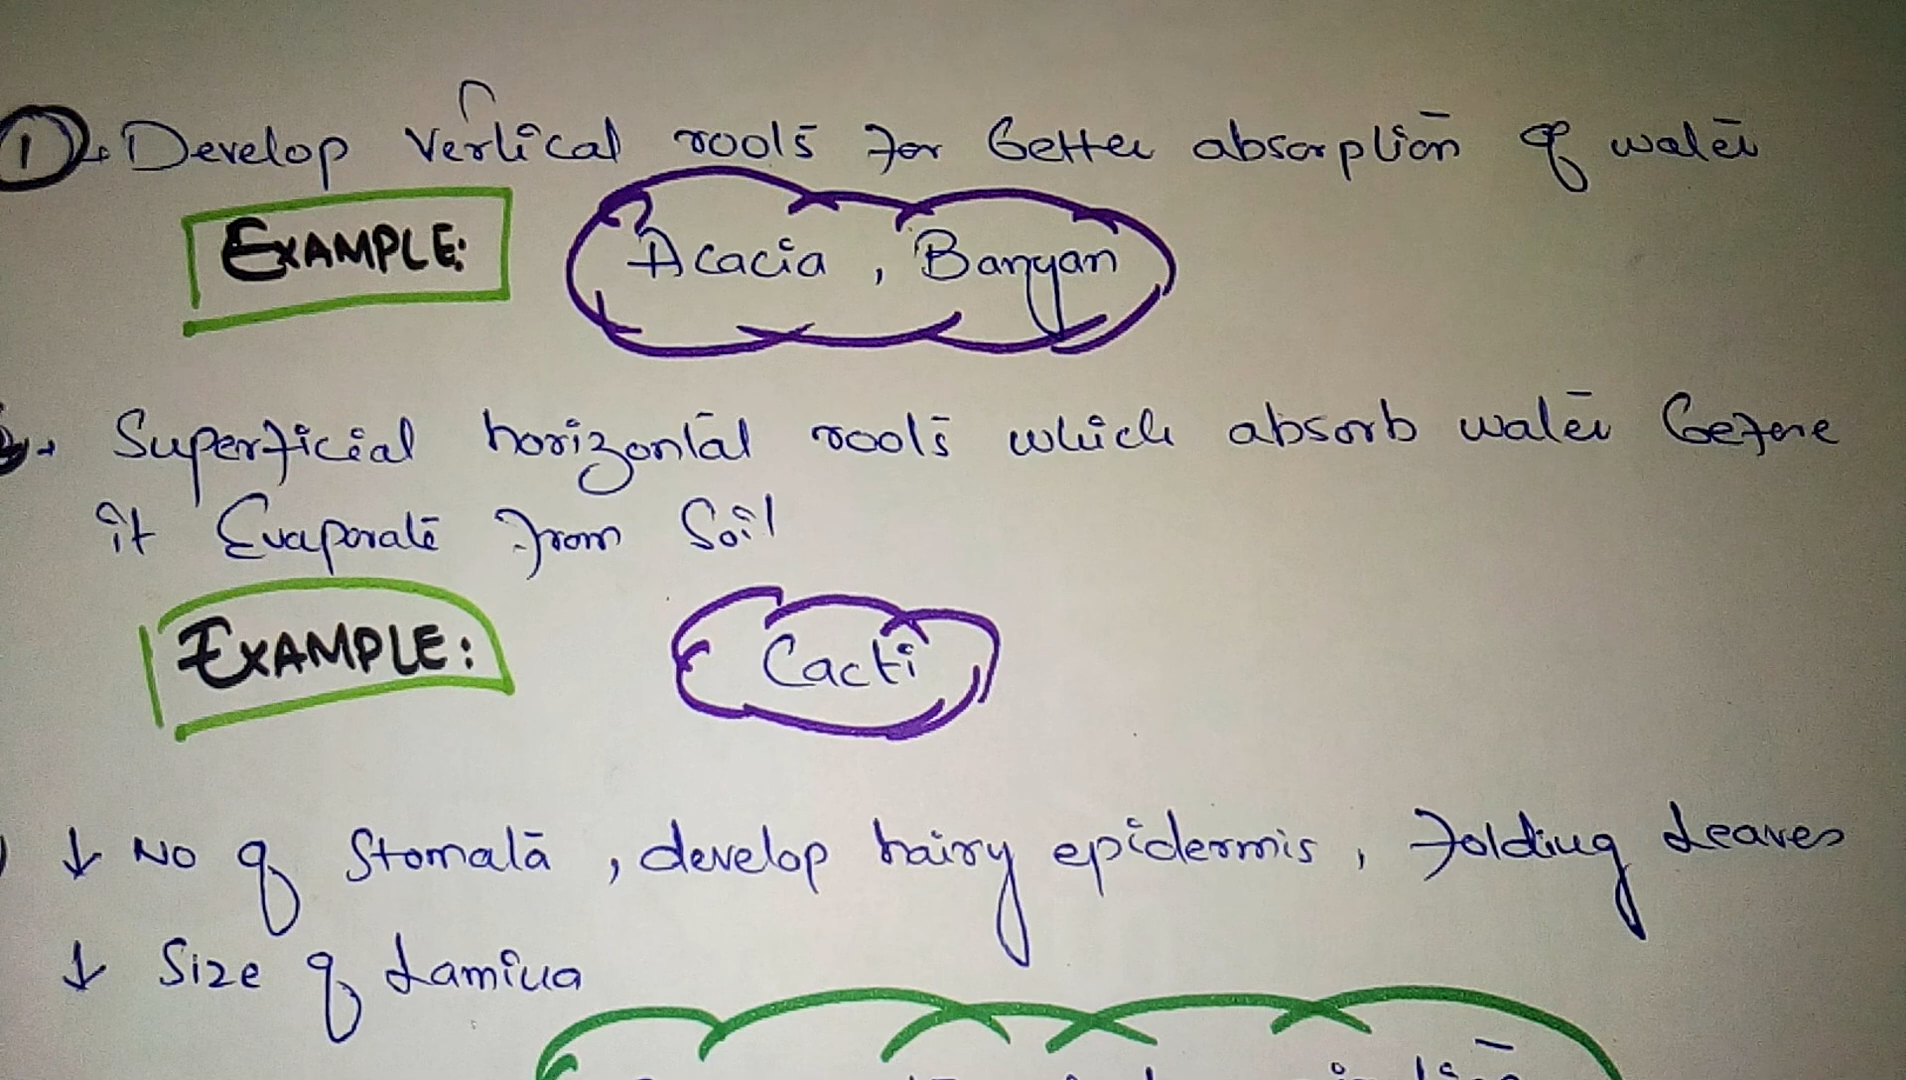 1. Develop Vertical roots for better absorption of water
EXAMPLE: Acacia, Banyan
Superficial horizontal roots which absorb water before
it Evaporate from Soil
EXAMPLE: Cacti
↓ No of Stomata, develop hairy epidermis, folding Leaves
↓ Size of Lamina